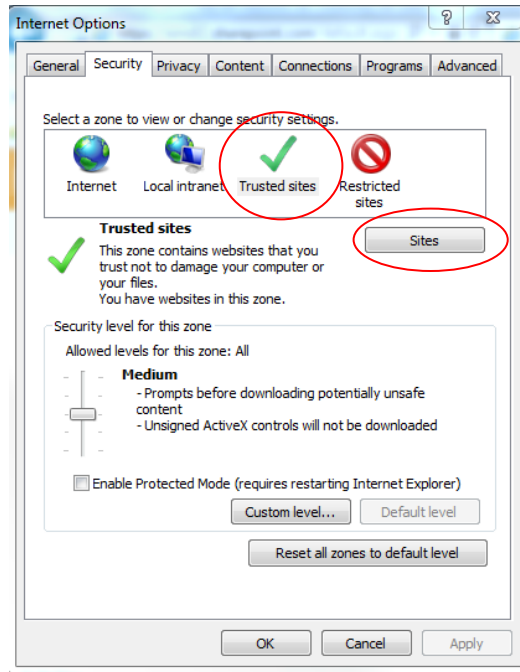 Internet Options
General Security Privacy Content Connections Programs Advanced
Select a zone to view or change security settings.
Internet Local intranet Trusted sites Restricted
sites
Trusted sites
Sites
This zone contains websites that you
trust not to damage your computer or
your files.
You have websites in this zone.
Security level for this zone
Allowed levels for this zone: All
Medium
- Prompts before downloading potentially unsafe
content
- Unsigned ActiveX controls will not be downloaded
Enable Protected Mode (requires restarting Internet Explorer)
Custom level... Default level
Reset all zones to default level
OK Cancel Apply